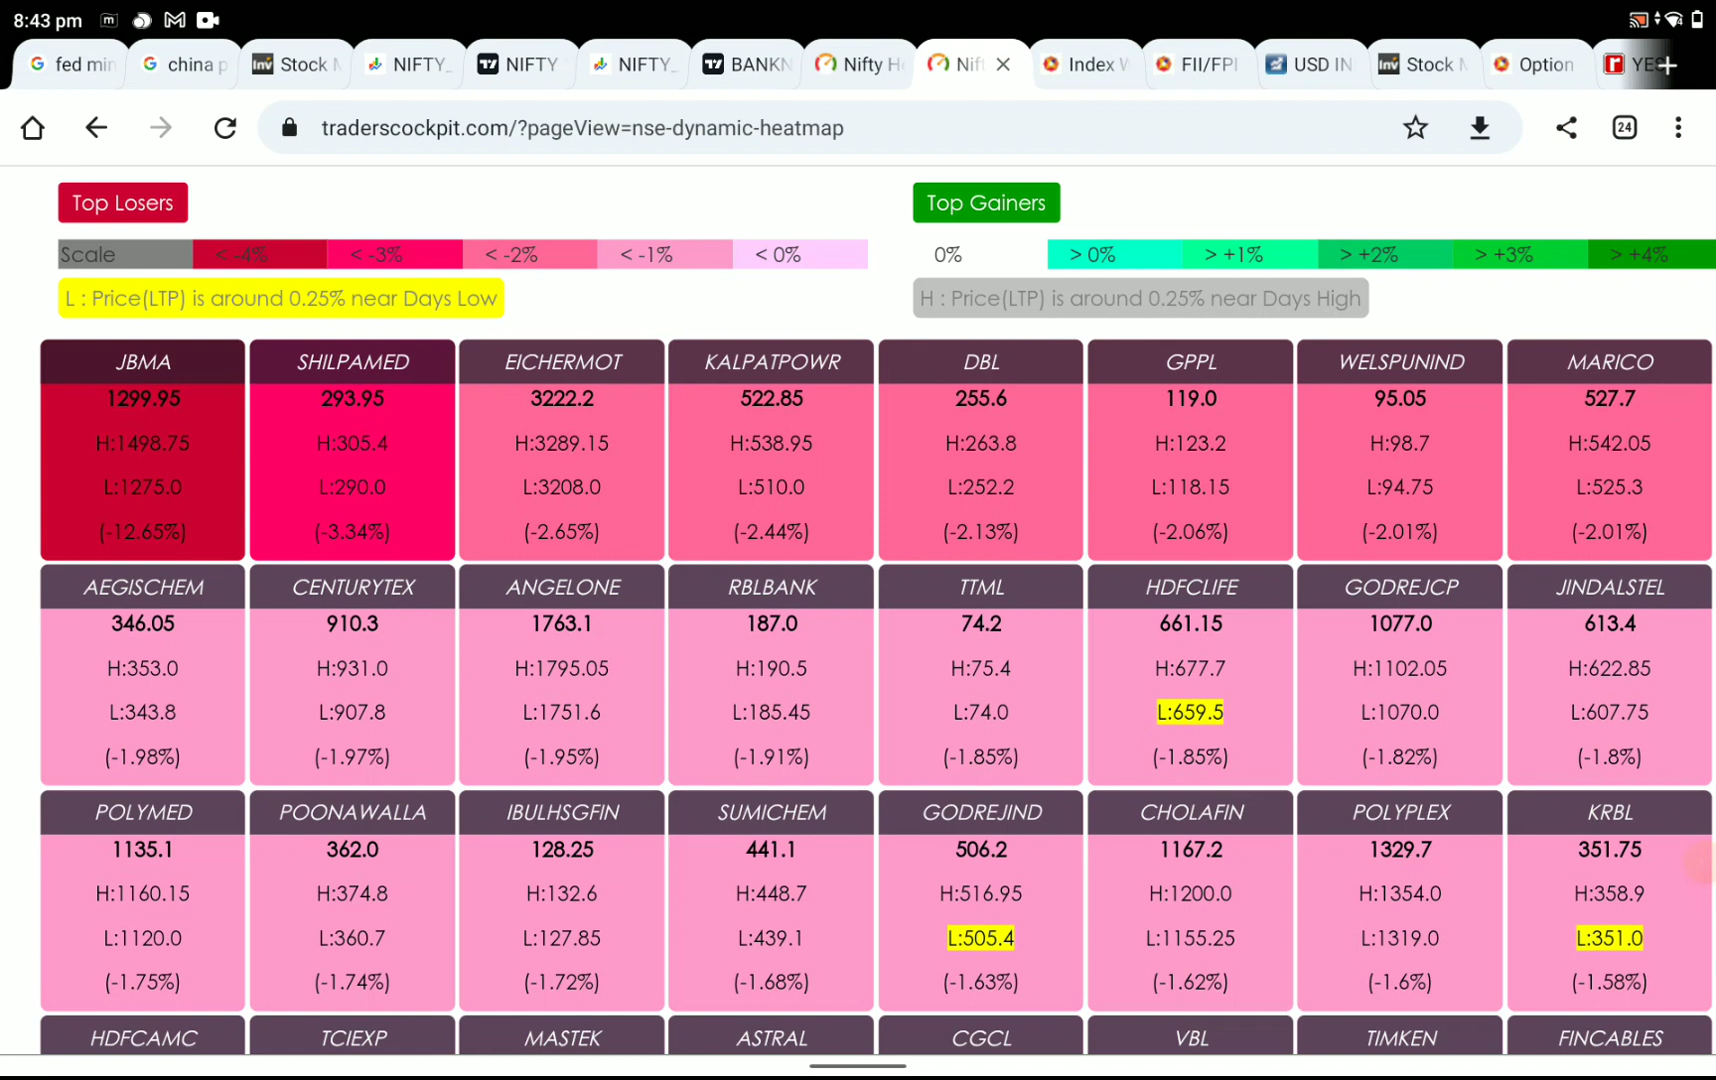 8:43 pm
fed min
china p
Stock M
NIFTY_
NIFTY
NIFTY_
BANKN
Nifty He
Nift
Index W
FII/FPI
USD IN
Stock M
Option
YES
traderscockpit.com/?pageView=nse-dynamic-heatmap
24
Top Losers
Top Gainers
Scale < -4% < -3% < -2% < -1% < 0%
0% > 0% > +1% > +2% > +3% > +4%
L : Price(LTP) is around 0.25% near Days Low
H : Price(LTP) is around 0.25% near Days High
JBMA SHILPAMED EICHERMOT KALPATPOWR DBL GPPL WELSPUNIND MARICO
1299.95 293.95 3222.2 522.85 255.6 119.0 95.05 527.7
H:1498.75 H:305.4 H:3289.15 H:538.95 H:263.8 H:123.2 H:98.7 H:542.05
L:1275.0 L:290.0 L:3208.0 L:510.0 L:252.2 L:118.15 L:94.75 L:525.3
(-12.65%) (-3.34%) (-2.65%) (-2.44%) (-2.13%) (-2.06%) (-2.01%) (-2.01%)
AEGISCHEM CENTURYTEX ANGELONE RBLBANK TTML HDFCLIFE GODREJCP JINDALSTEL
346.05 910.3 1763.1 187.0 74.2 661.15 1077.0 613.4
H:353.0 H:931.0 H:1795.05 H:190.5 H:75.4 H:677.7 H:1102.05 H:622.85
L:343.8 L:907.8 L:1751.6 L:185.45 L:74.0 L:659.5 L:1070.0 L:607.75
(-1.98%) (-1.97%) (-1.95%) (-1.91%) (-1.85%) (-1.85%) (-1.82%) (-1.8%)
POLYMED POONAWALLA IBULHSGFIN SUMICHEM GODREJIND CHOLAFIN POLYPLEX KRBL
1135.1 362.0 128.25 441.1 506.2 1167.2 1329.7 351.75
H:1160.15 H:374.8 H:132.6 H:448.7 H:516.95 H:1200.0 H:1354.0 H:358.9
L:1120.0 L:360.7 L:127.85 L:439.1 L:505.4 L:1155.25 L:1319.0 L:351.0
(-1.75%) (-1.74%) (-1.72%) (-1.68%) (-1.63%) (-1.62%) (-1.6%) (-1.58%)
HDFCAMC TCIEXP MASTEK ASTRAL CGCL VBL TIMKEN FINCABLES